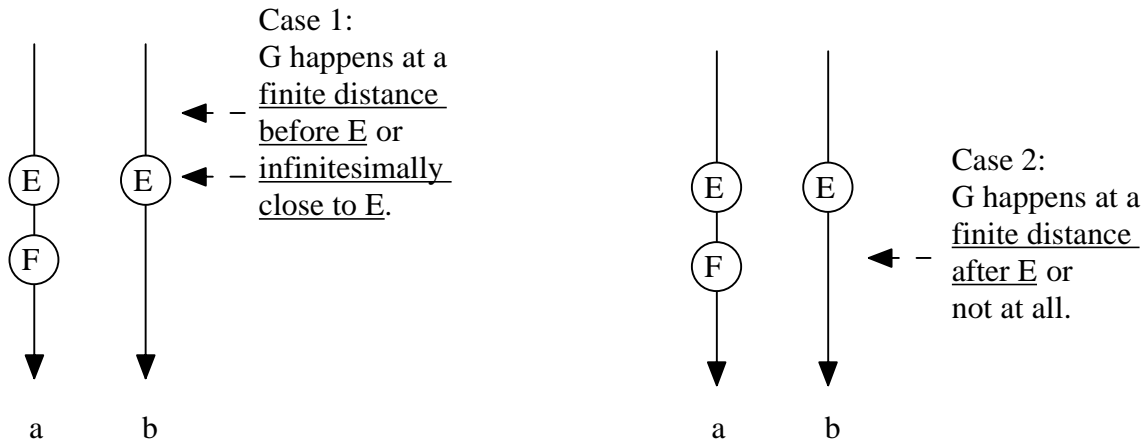 Case 1:
G happens at a
finite distance
before E or
infinitesimally
close to E.
E
E
F
a
b
Case 2:
G happens at a
finite distance
after E or
not at all.
E
E
F
a
b